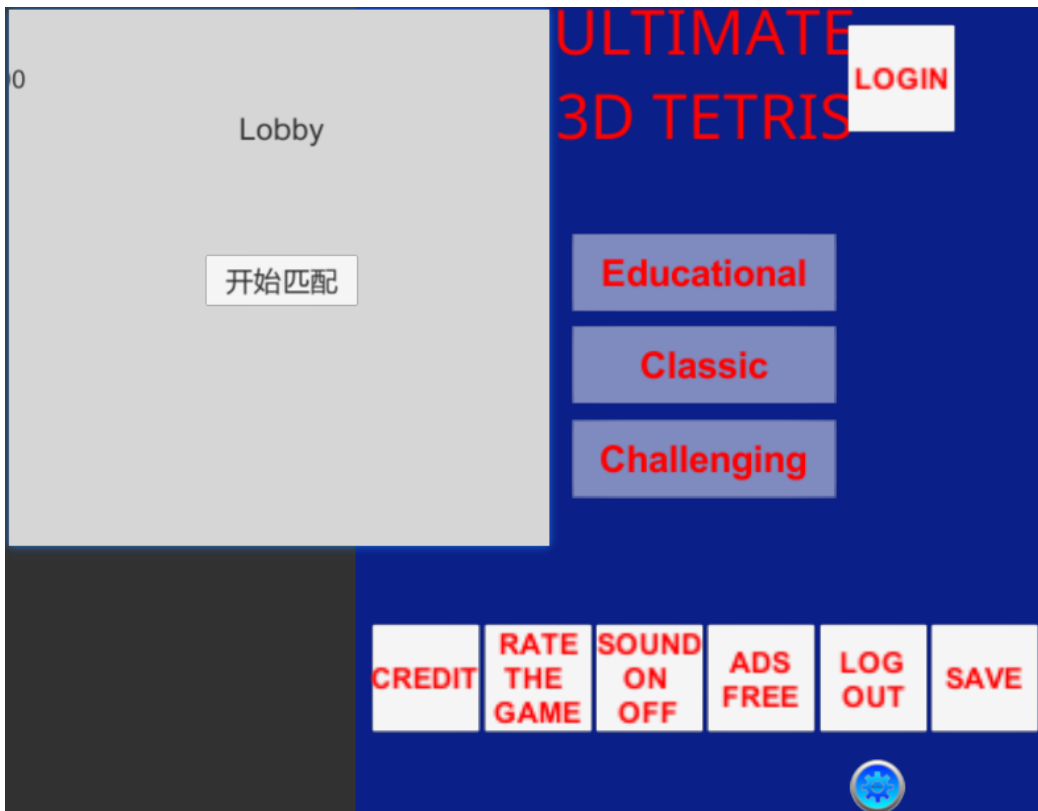 ULTIMATE
3D TETRIS
LOGIN
Lobby
开始匹配
Educational
Classic
Challenging
CREDIT
RATE
THE
GAME
SOUND
ON
OFF
ADS
FREE
LOG
OUT
SAVE